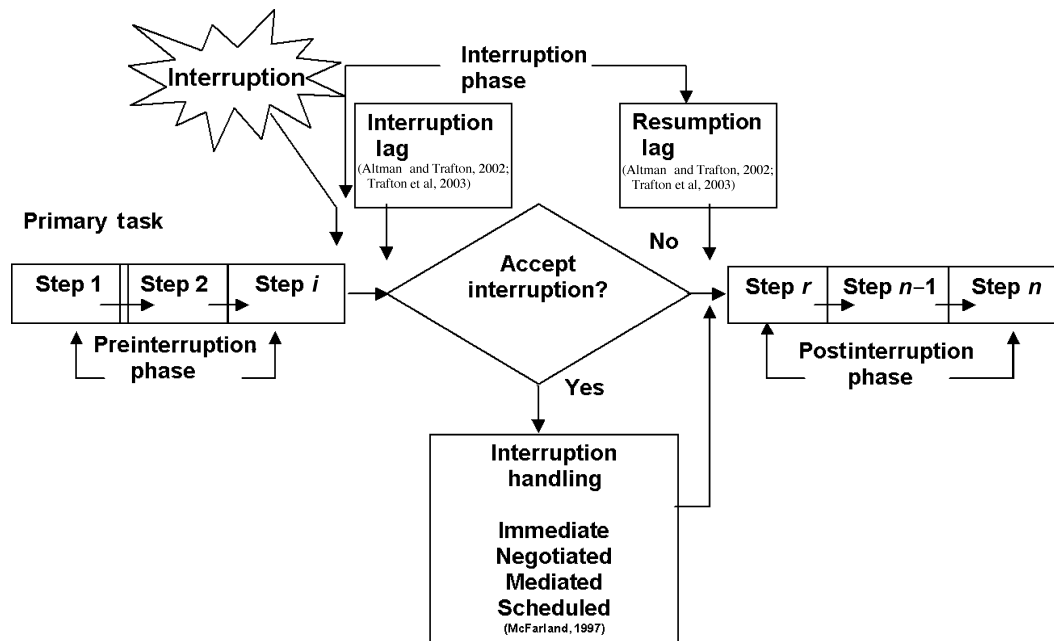 Interruption
Interruption
phase
Interruption
lag
(Altman and Trafton, 2002;
Trafton et al, 2003)
Resumption
lag
(Altman and Trafton, 2002;
Trafton et al, 2003)
Primary task
Step 1
Step 2
Step i
Preinterruption
phase
Accept
interruption?
No
Yes
Step r
Step n–1
Step n
Postinterruption
phase
Interruption
handling
Immediate
Negotiated
Mediated
Scheduled
(McFarland, 1997)